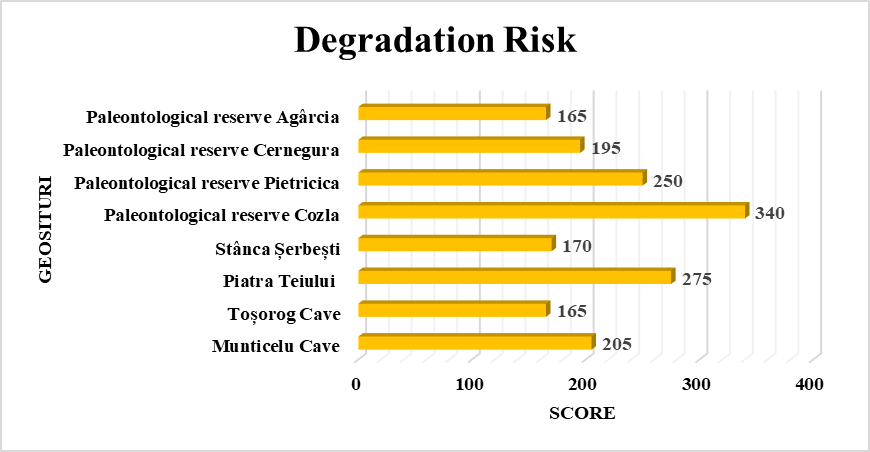 Degradation Risk
GEOSITURI
Paleontological reserve Agârcia 165
Paleontological reserve Cernegura 195
Paleontological reserve Pietricica 250
Paleontological reserve Cozla 340
Stânca Șerbești 170
Piatra Teiului 275
Toșorog Cave 165
Munticelu Cave 205
0 100 200 300 400
SCORE